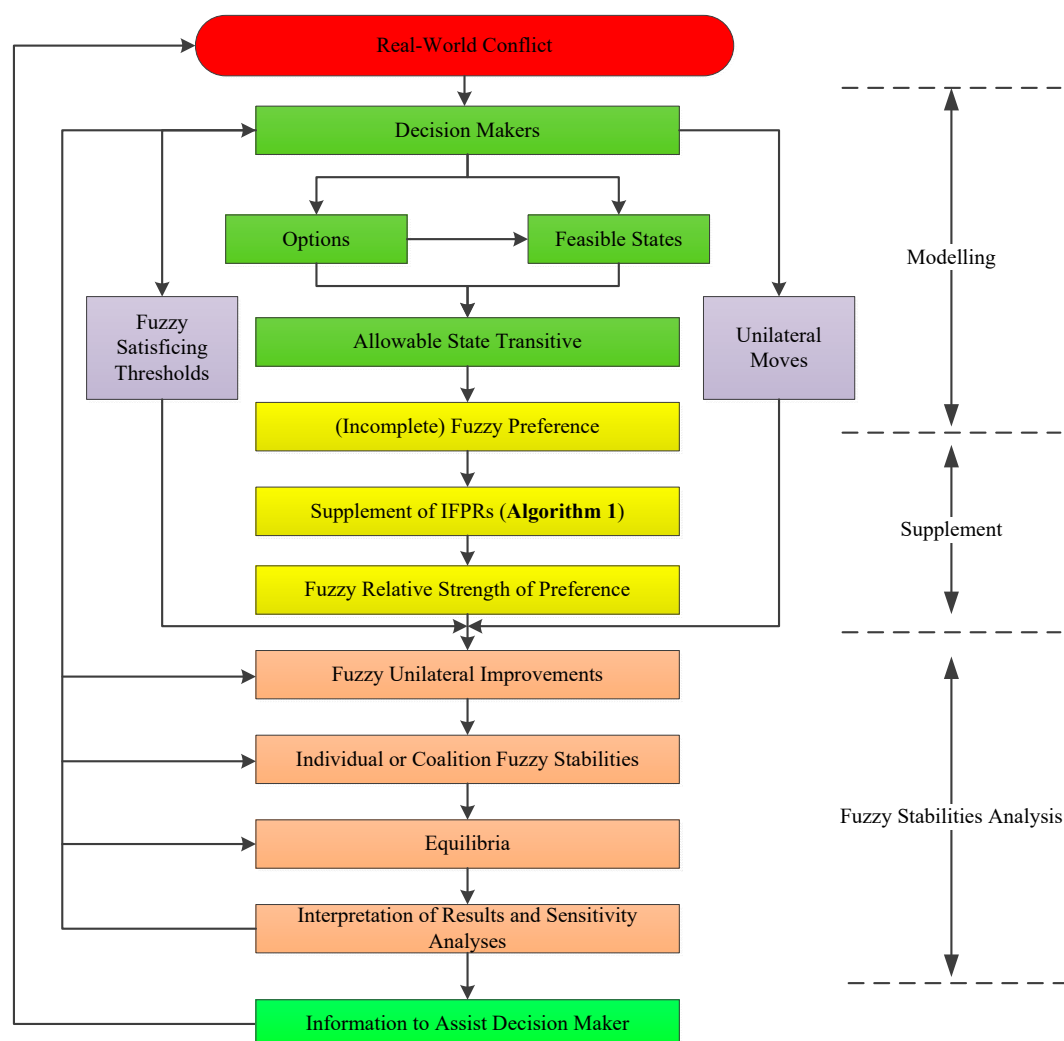 Real-World Conflict
Decision Makers
Options
Feasible States
Modelling
Fuzzy
Satisficing
Thresholds
Allowable State Transitive
Unilateral
Moves
(Incomplete) Fuzzy Preference
Supplement of IFPRs (Algorithm 1)
Supplement
Fuzzy Relative Strength of Preference
Fuzzy Unilateral Improvements
Individual or Coalition Fuzzy Stabilities
Fuzzy Stabilities Analysis
Equilibria
Interpretation of Results and Sensitivity
Analyses
Information to Assist Decision Maker